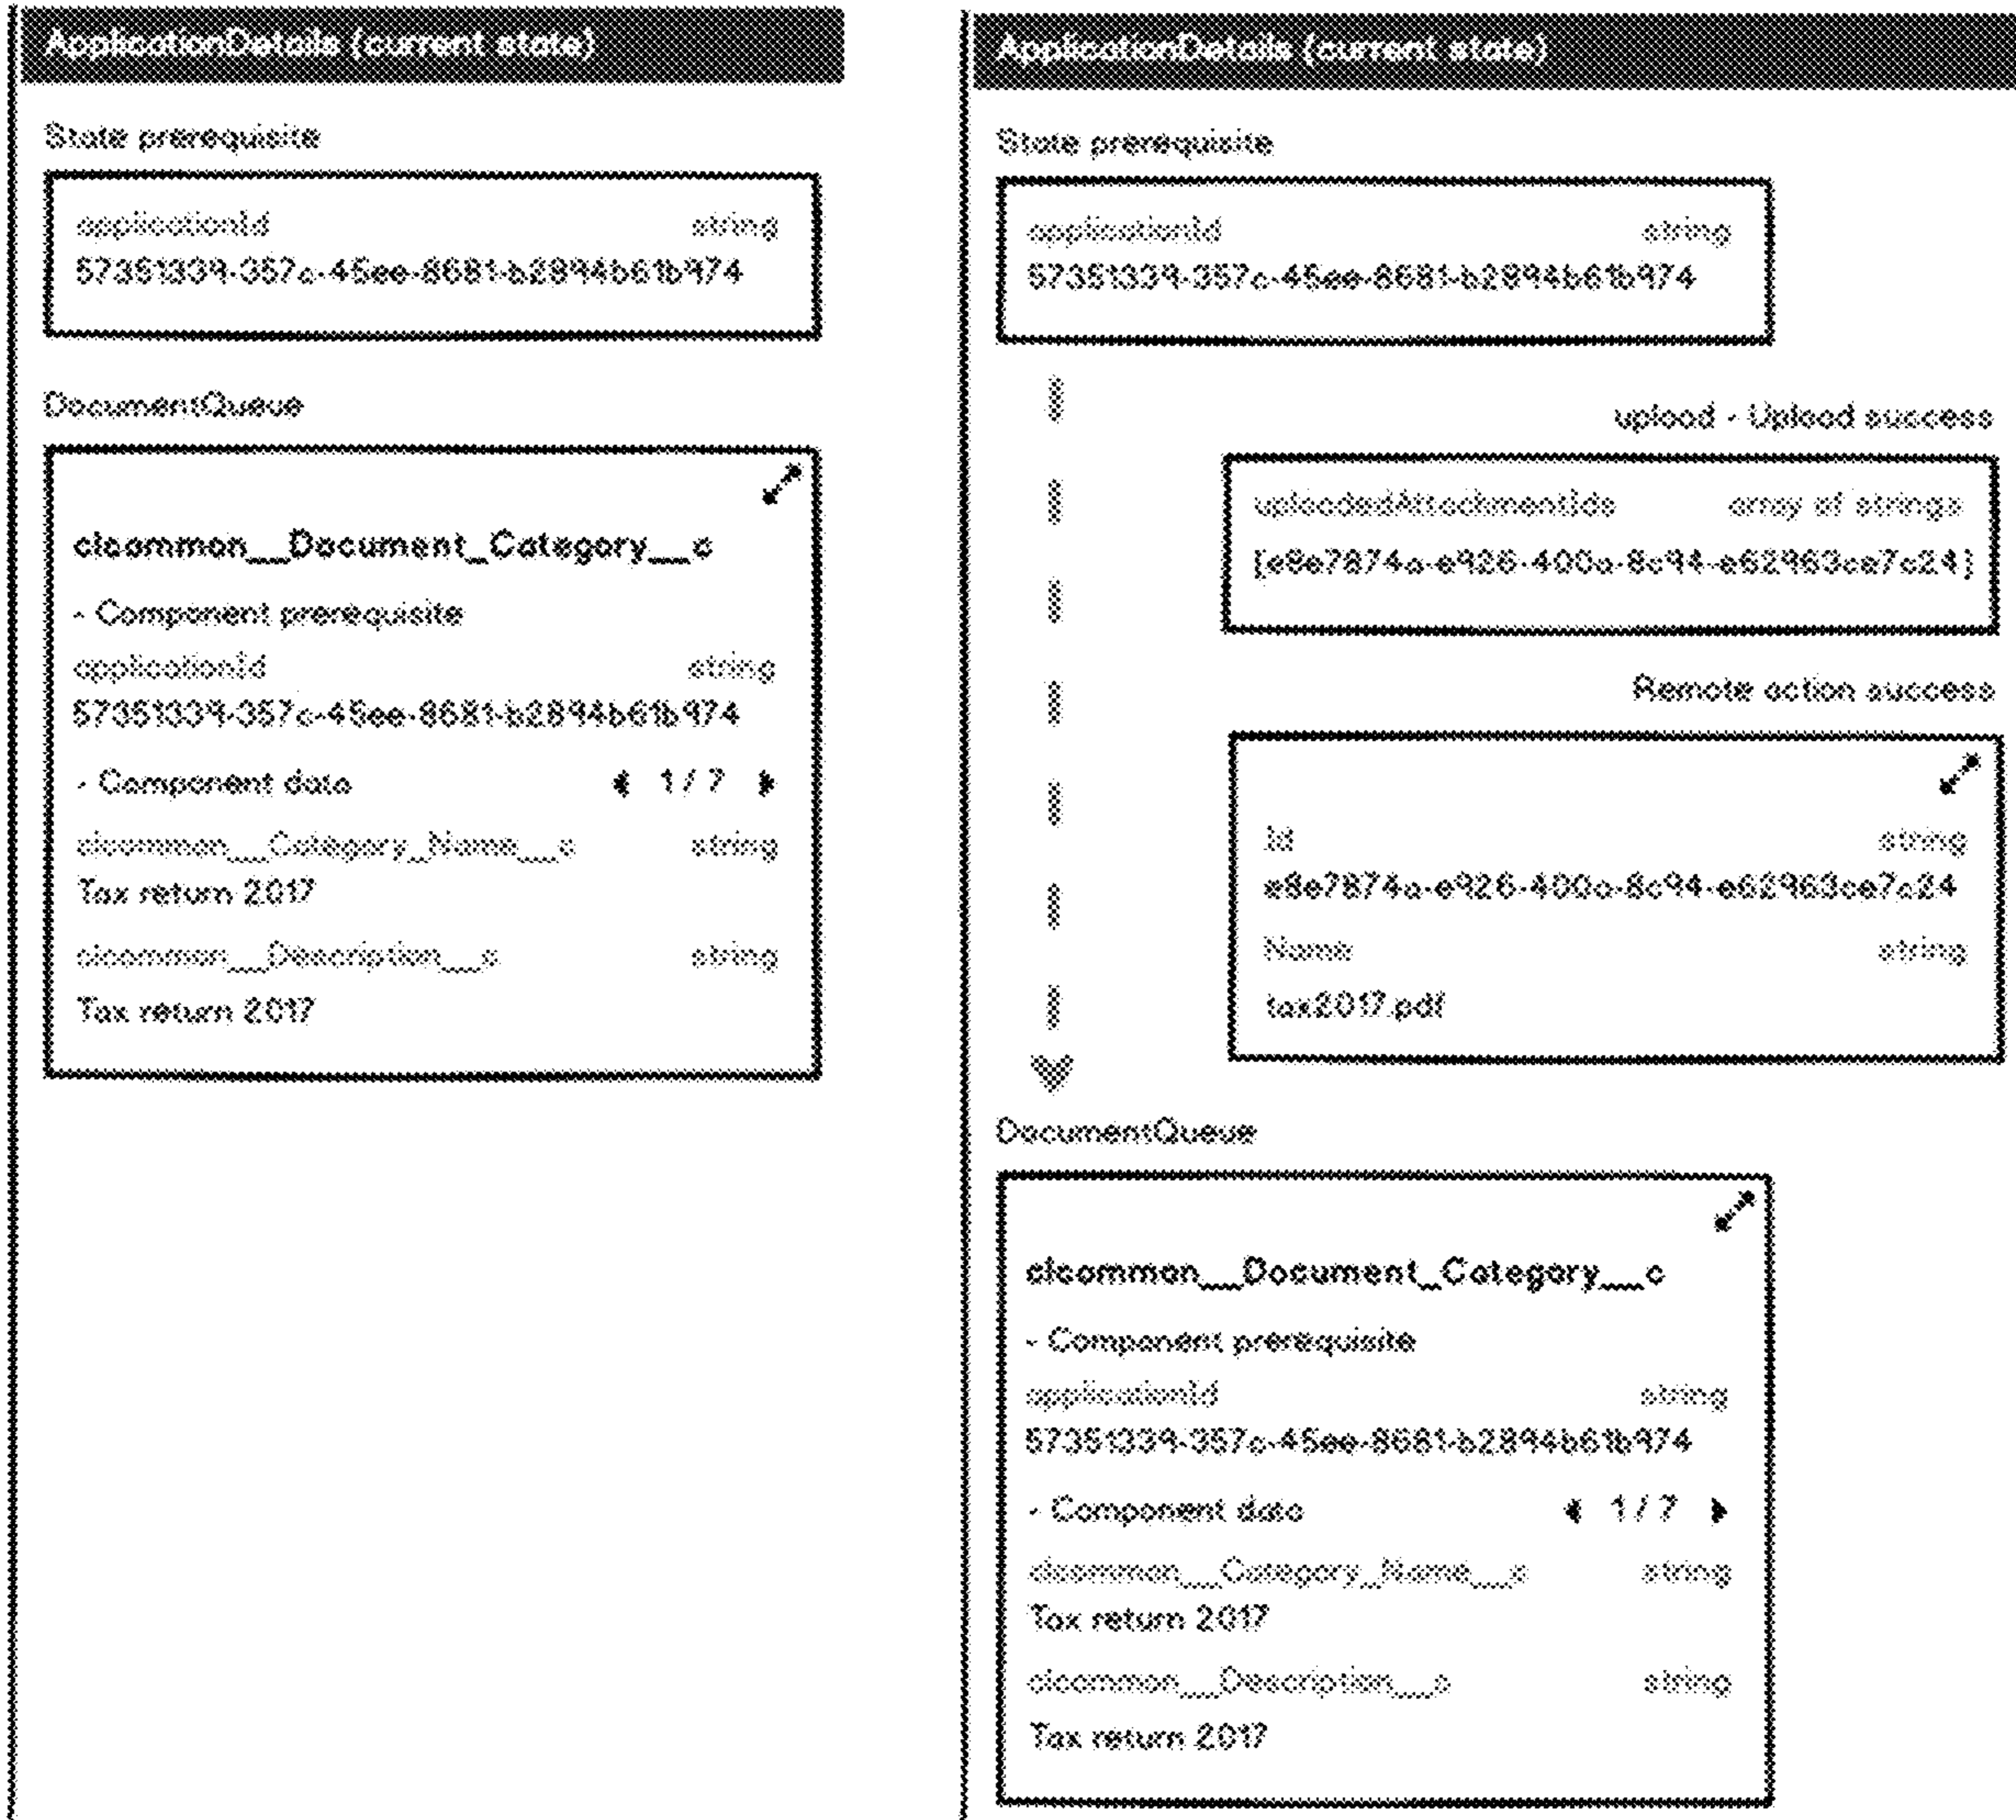 ApplicationDetails (current state)
State prerequisite
applicationId string
57351339-357c-45ee-8681-b2894b61b974
DocumentQueue
clcommon__Document_Category__c
- Component prerequisite
applicationId string
57351339-357c-45ee-8681-b2894b61b974
- Component data 1 / 7
clcommon__Category_Name__c string
Tax return 2017
clcommon__Description__c string
Tax return 2017
ApplicationDetails (current state)
State prerequisite
applicationId string
57351339-357c-45ee-8681-b2894b61b974
upload - Upload success
uploadedAttachmentIds array of strings
[e8e7874a-e926-400a-8c94-e62963ce7c24]
Remote action success
Id string
e8e7874a-e926-400a-8c94-e62963ce7c24
Name string
tax2017.pdf
DocumentQueue
clcommon__Document_Category__c
- Component prerequisite
applicationId string
57351339-357c-45ee-8681-b2894b61b974
- Component data 1 / 7
clcommon__Category_Name__c string
Tax return 2017
clcommon__Description__c string
Tax return 2017